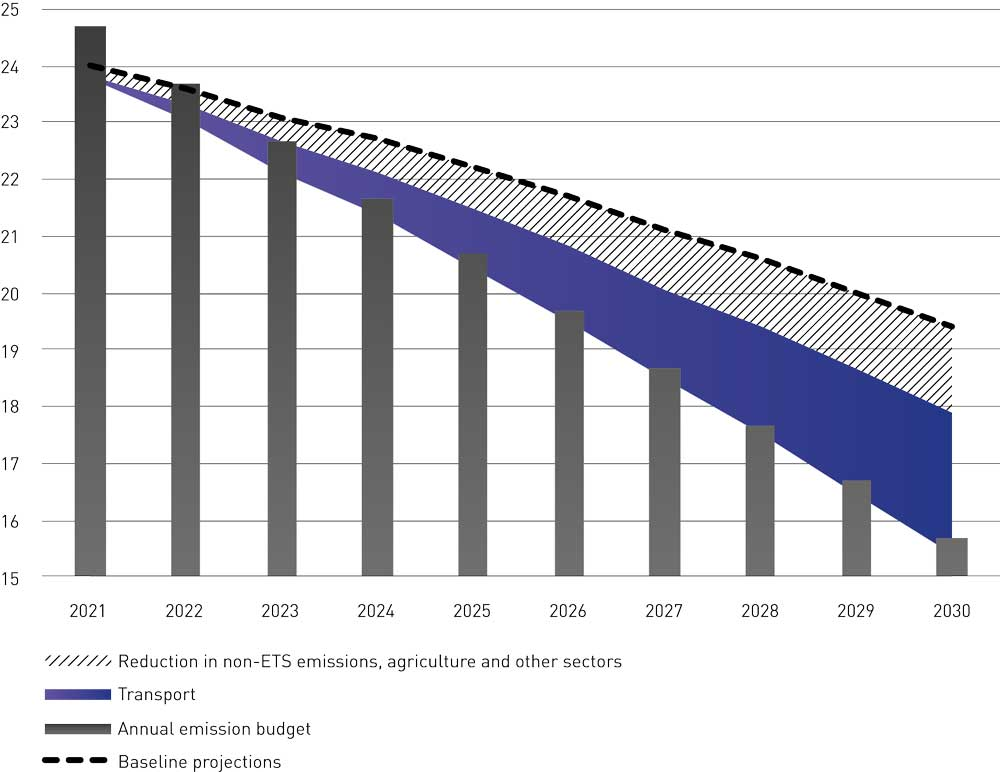 25
24
23
22
21
20
19
18
17
16
15
2021 2022 2023 2024 2025 2026 2027 2028 2029 2030
Reduction in non-ETS emissions, agriculture and other sectors
Transport
Annual emission budget
Baseline projections